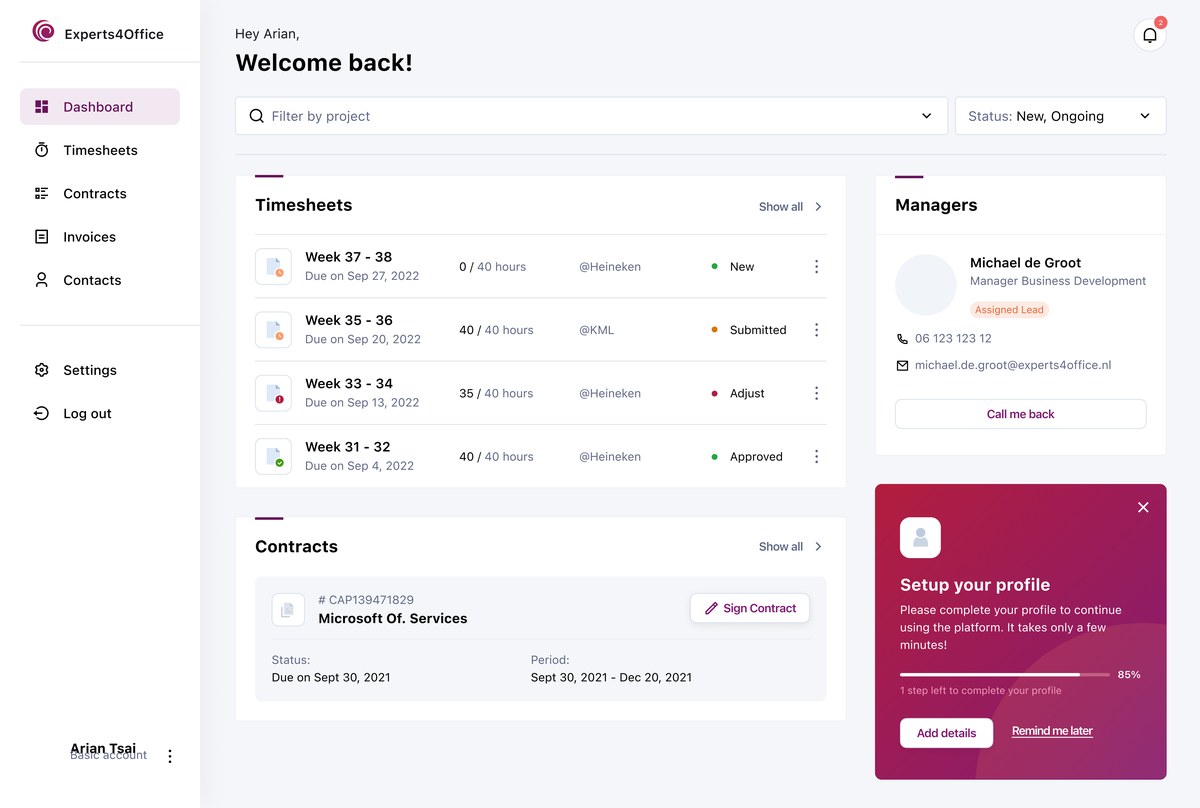 Experts4Office
Dashboard
Timesheets
Contracts
Invoices
Contacts
Settings
Log out
Arian Tsai
Basic account
Hey Arian,
Welcome back!
2
Filter by project
Status: New, Ongoing
Timesheets
Show all
Week 37 - 38
Due on Sep 27, 2022
0 / 40 hours
@Heineken
New
Week 35 - 36
Due on Sep 20, 2022
40 / 40 hours
@KML
Submitted
Week 33 - 34
Due on Sep 13, 2022
35 / 40 hours
@Heineken
Adjust
Week 31 - 32
Due on Sep 4, 2022
40 / 40 hours
@Heineken
Approved
Contracts
Show all
# CAP139471829
Microsoft Of. Services
Sign Contract
Status:
Due on Sept 30, 2021
Period:
Sept 30, 2021 - Dec 20, 2021
Managers
Michael de Groot
Manager Business Development
Assigned Lead
06 123 123 12
michael.de.groot@experts4office.nl
Call me back
Setup your profile
Please complete your profile to continue
using the platform. It takes only a few
minutes!
85%
1 step left to complete your profile
Add details
Remind me later